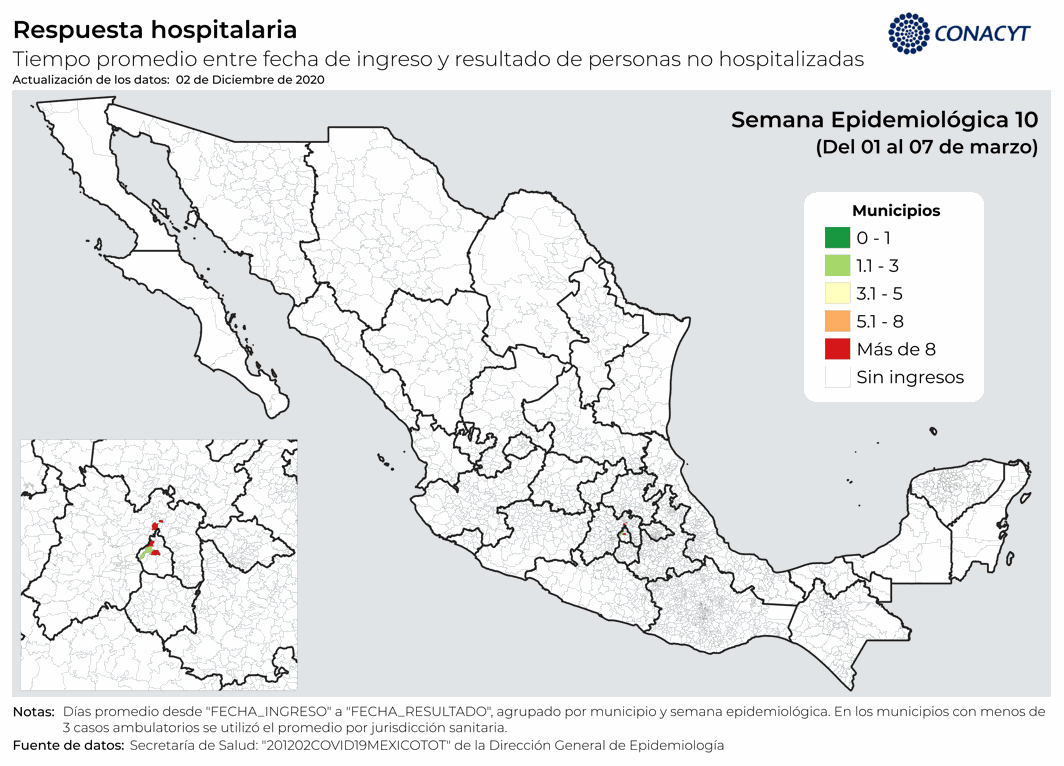 Respuesta hospitalaria
CONACYT
Tiempo promedio entre fecha de ingreso y resultado de personas no hospitalizadas
Actualización de los datos: 02 de Diciembre de 2020
Semana Epidemiológica 10
(Del 01 al 07 de marzo)
Municipios
0 - 1
1.1 - 3
3.1 - 5
5.1 - 8
Más de 8
Sin ingresos
Notas: Días promedio desde "FECHA_INGRESO" a "FECHA_RESULTADO", agrupado por municipio y semana epidemiológica. En los municipios con menos de
3 casos ambulatorios se utilizó el promedio por jurisdicción sanitaria.
Fuente de datos: Secretaría de Salud: "201202COVID19MEXICOTOT" de la Dirección General de Epidemiología